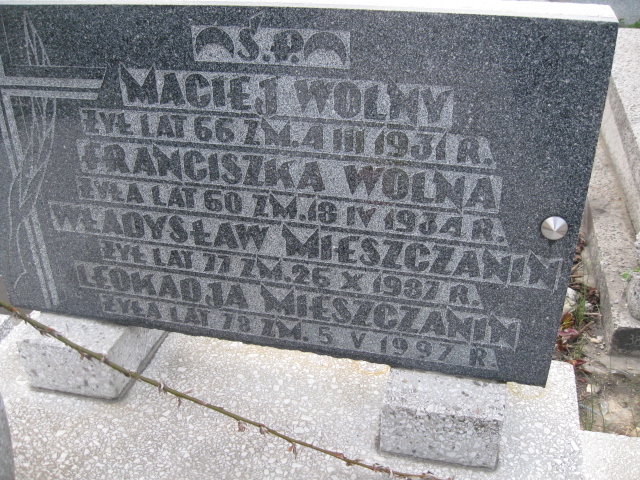 Ś.P.
MACIEJ WOLNY
ŻYŁ LAT 66 ZM. 4 III 1931 R.
FRANCISZKA WOLNA
ŻYŁA LAT 60 ZM. 18 IV 1934 R.
WŁADYSŁAW MIESZCZANIN
ŻYŁ LAT 77 ZM. 26 X 1987 R.
LEOKADJA MIESZCZANIN
ŻYŁA LAT 78 ZM. 5 V 1997 R